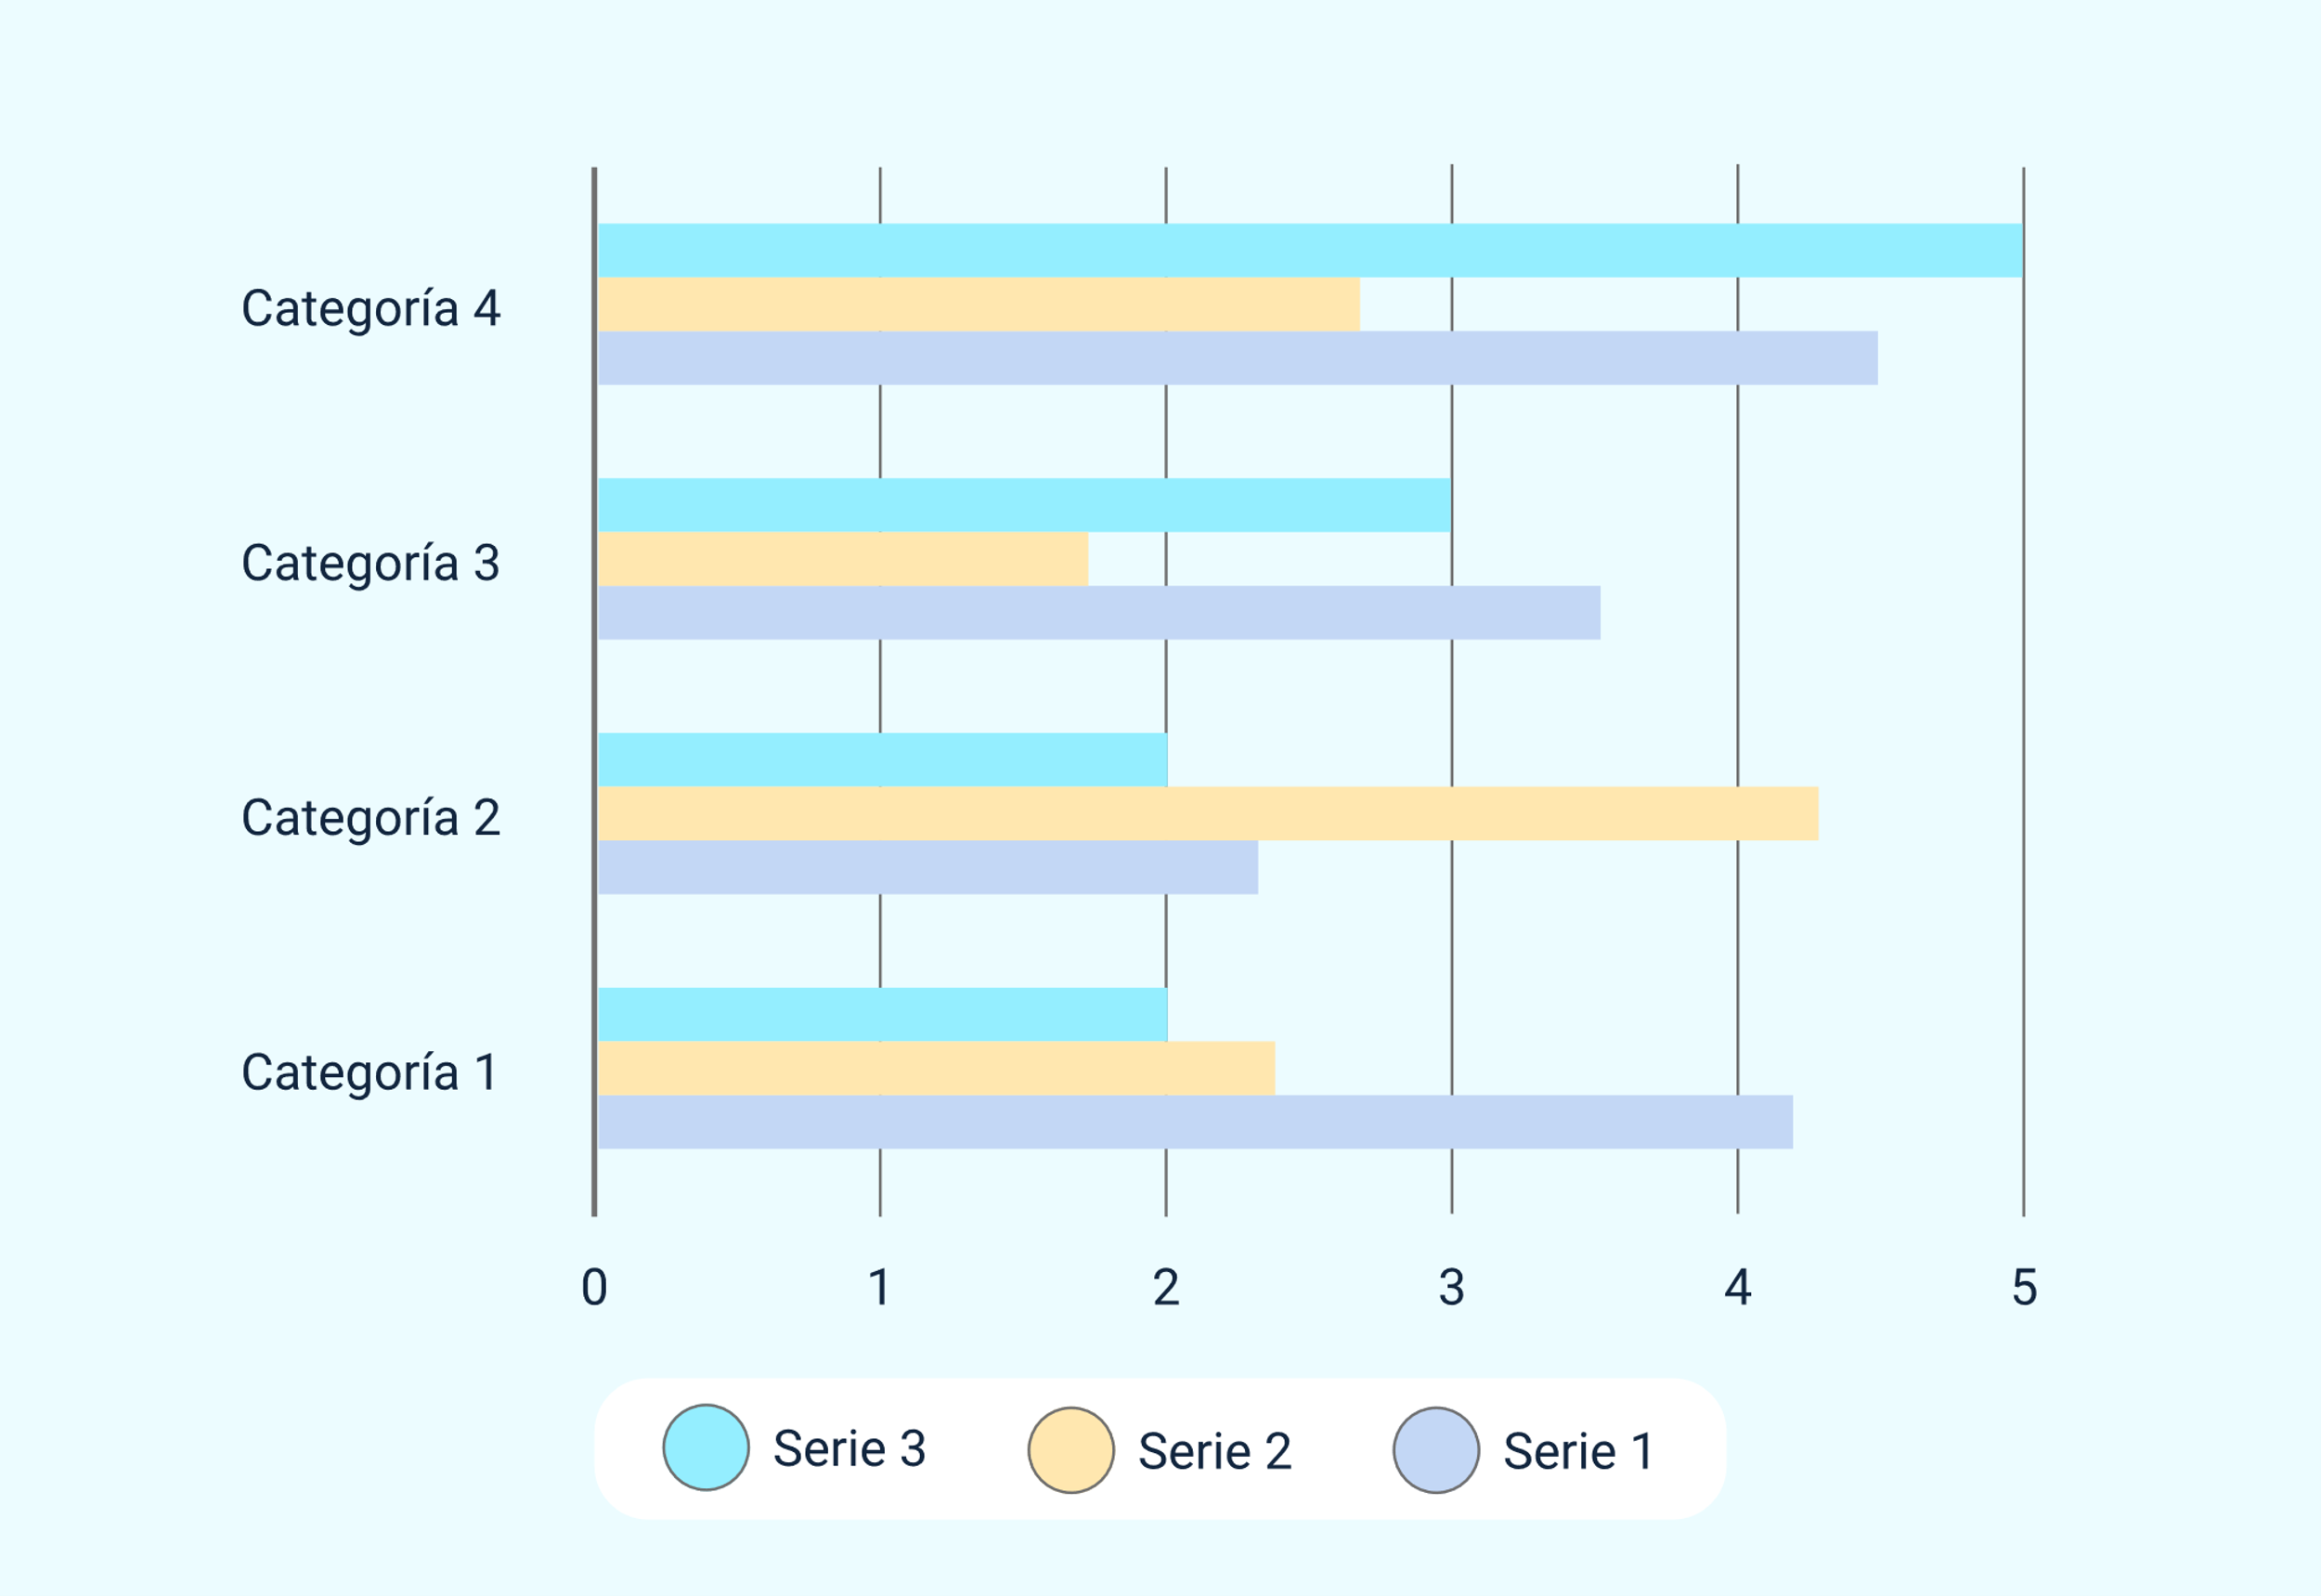 Categoría 4
Categoría 3
Categoría 2
Categoría 1
0 1 2 3 4 5
Serie 3 Serie 2 Serie 1